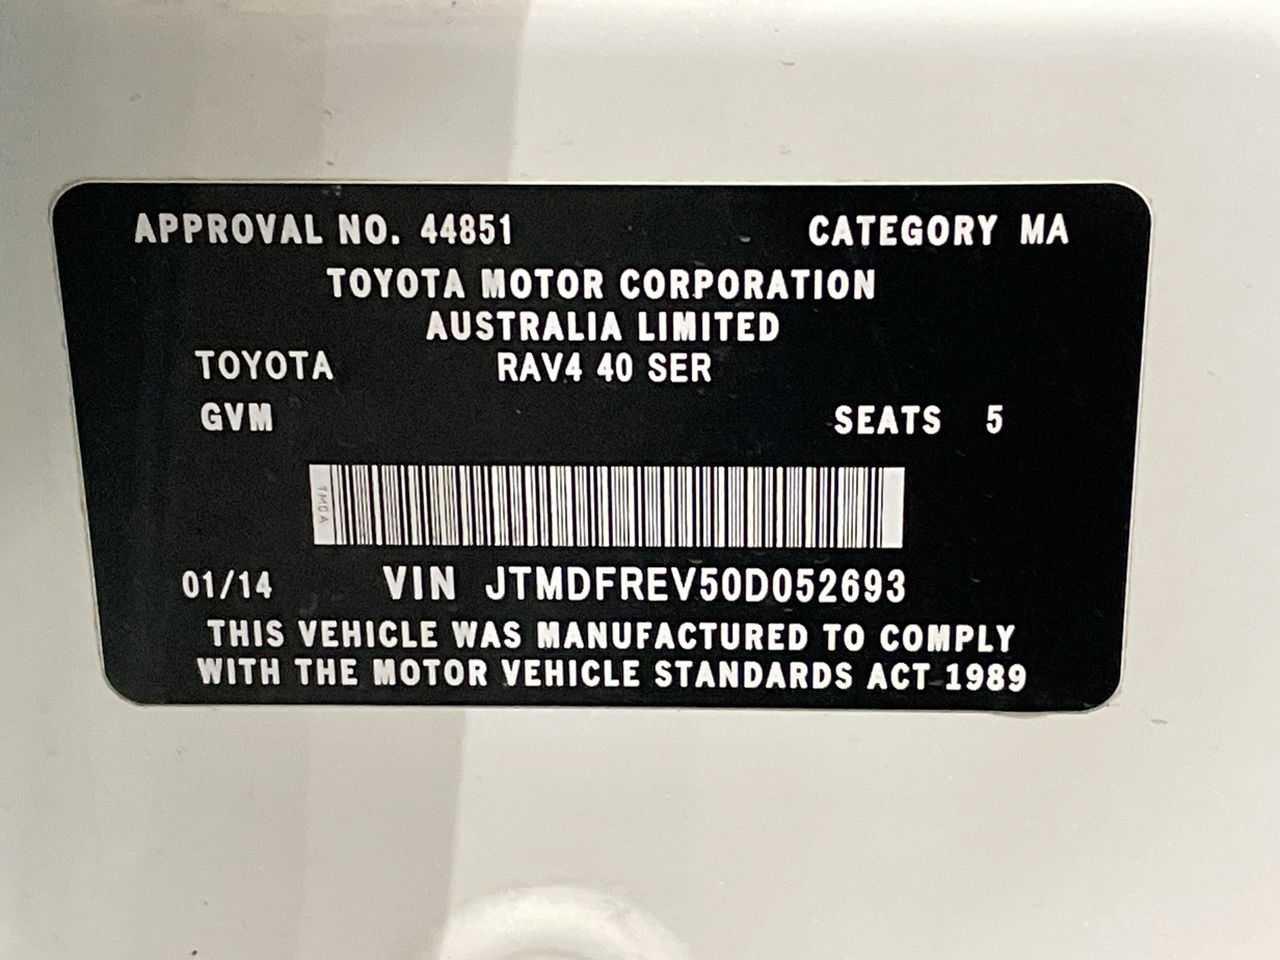 APPROVAL NO. 44851 CATEGORY MA
TOYOTA MOTOR CORPORATION
AUSTRALIA LIMITED
TOYOTA RAV4 40 SER
GVM SEATS 5
TMCA
01/14 VIN JTMDFREV50D052693
THIS VEHICLE WAS MANUFACTURED TO COMPLY
WITH THE MOTOR VEHICLE STANDARDS ACT 1989